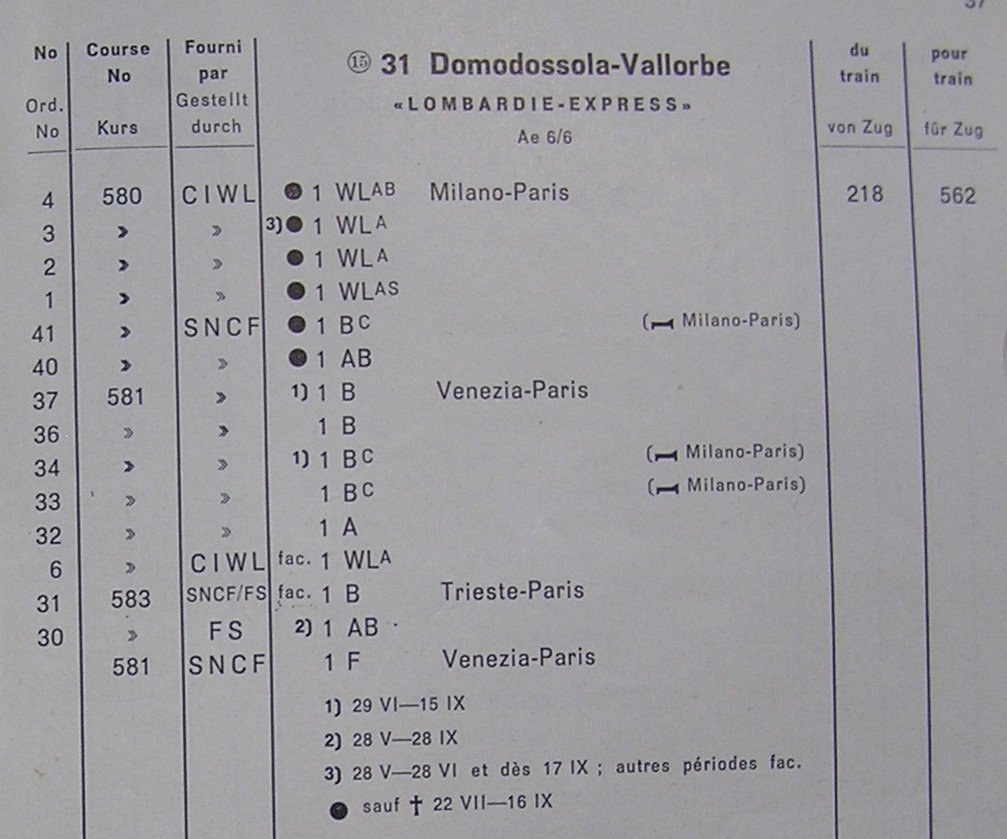 37
No Course Fourni ⑮ 31 Domodossola-Vallorbe du pour
No par train train
Ord. Gestellt «LOMBARDIE-EXPRESS»
No Kurs durch Ae 6/6 von Zug für Zug
4 580 CIWL ● 1 WLAB Milano-Paris 218 562
3 » » 3) ● 1 WLA
2 » » ● 1 WLA
1 » » ● 1 WLAS
41 » SNCF ● 1 BC ( Milano-Paris)
40 » » ● 1 AB
37 581 » 1) 1 B Venezia-Paris
36 » » 1 B
34 » » 1) 1 BC ( Milano-Paris)
33 » » 1 BC ( Milano-Paris)
32 » » 1 A
6 » CIWL fac. 1 WLA
31 583 SNCF/FS fac. 1 B Trieste-Paris
30 » FS 2) 1 AB
581 SNCF 1 F Venezia-Paris
1) 29 VI—15 IX
2) 28 V—28 IX
3) 28 V—28 VI et dès 17 IX ; autres périodes fac.
● sauf † 22 VII—16 IX